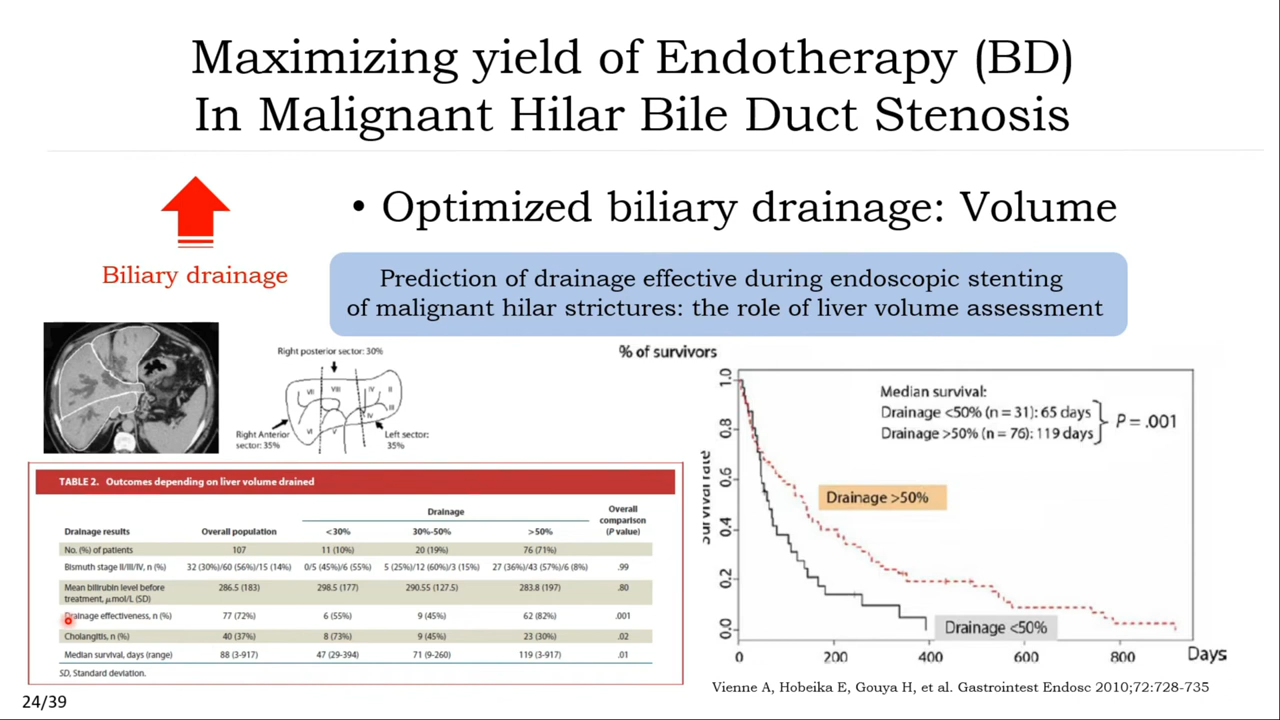 Maximizing yield of Endotherapy (BD)
In Malignant Hilar Bile Duct Stenosis
Biliary drainage
• Optimized biliary drainage: Volume
Prediction of drainage effective during endoscopic stenting
of malignant hilar strictures: the role of liver volume assessment
Right posterior sector: 30%
VII
VIII
IV
II
III
IV
VI
V
Right Anterior
sector: 35%
Left sector:
35%
TABLE 2. Outcomes depending on liver volume drained
Drainage
Overall
comparison
(P value)
Drainage results Overall population <30% 30%-50% >50%
No. (%) of patients 107 11 (10%) 20 (19%) 76 (71%)
Bismuth stage II/III/IV, n (%) 32 (30%)/60 (56%)/15 (14%) 0/5 (45%)/6 (55%) 5 (25%)/12 (60%)/3 (15%) 27 (36%)/43 (57%)/6 (8%) .99
Mean bilirubin level before
treatment, μmol/L (SD) 286.5 (183) 298.5 (177) 290.55 (127.5) 283.8 (197) .80
Drainage effectiveness, n (%) 77 (72%) 6 (55%) 9 (45%) 62 (82%) .001
Cholangitis, n (%) 40 (37%) 8 (73%) 9 (45%) 23 (30%) .02
Median survival, days (range) 88 (3-917) 47 (29-394) 71 (9-260) 119 (3-917) .01
SD, Standard deviation.
% of survivors
Survival rate
1.0
0.8
0.6
0.4
0.2
0.0
Median survival:
Drainage <50% (n = 31): 65 days
Drainage >50% (n = 76): 119 days
P = .001
Drainage >50%
Drainage <50%
0 200 400 600 800 Days
Vienne A, Hobeika E, Gouya H, et al. Gastrointest Endosc 2010;72:728-735
24/39